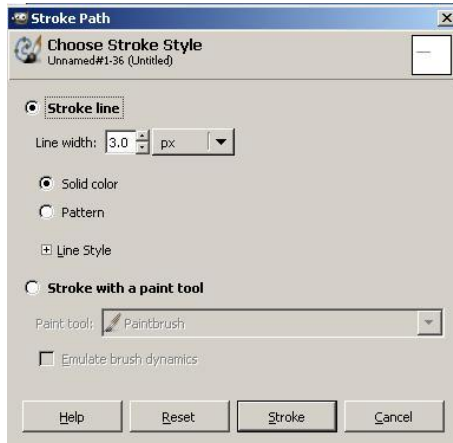 Stroke Path
Choose Stroke Style
Unnamed#1-36 (Untitled)
Stroke line
Line width: 3.0 px
Solid color
Pattern
Line Style
Stroke with a paint tool
Paint tool: Paintbrush
Emulate brush dynamics
Help Reset Stroke Cancel